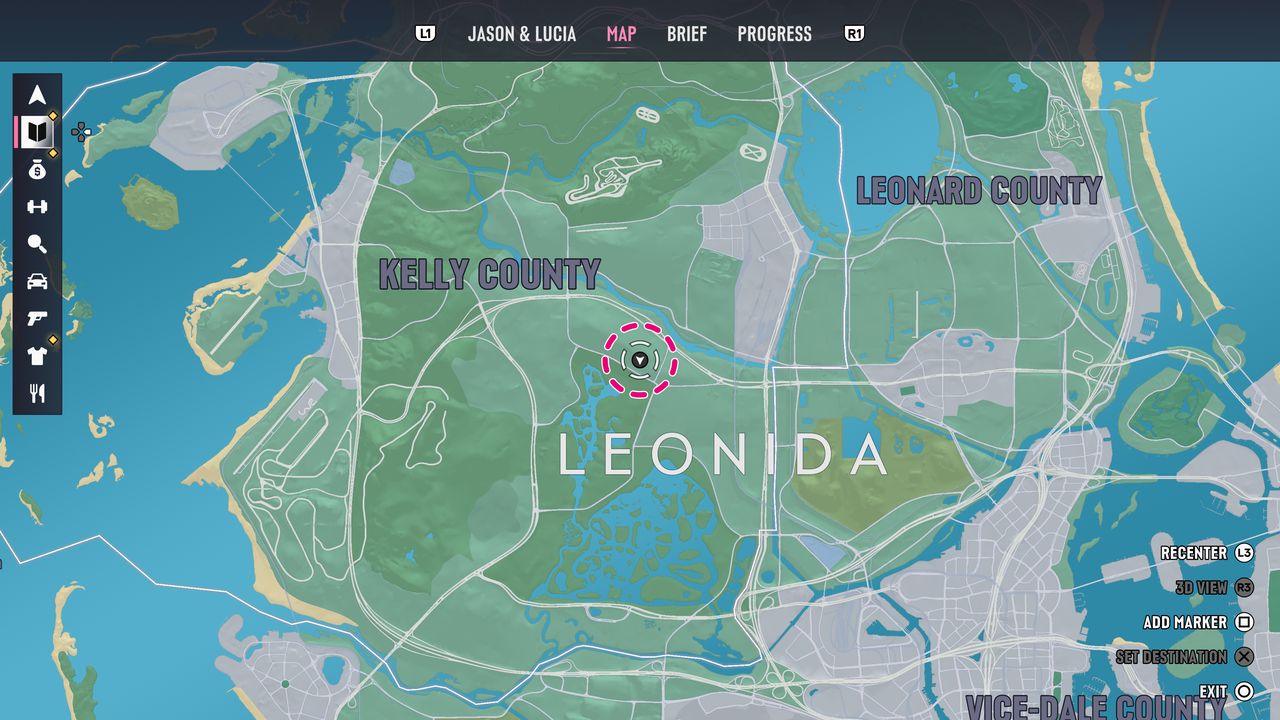 L1 JASON & LUCIA MAP BRIEF PROGRESS R1
LEONARD COUNTY
KELLY COUNTY
LEONIDA
RECENTER L3
3D VIEW R3
ADD MARKER
SET DESTINATION
EXIT
VICE-DALE COUNTY